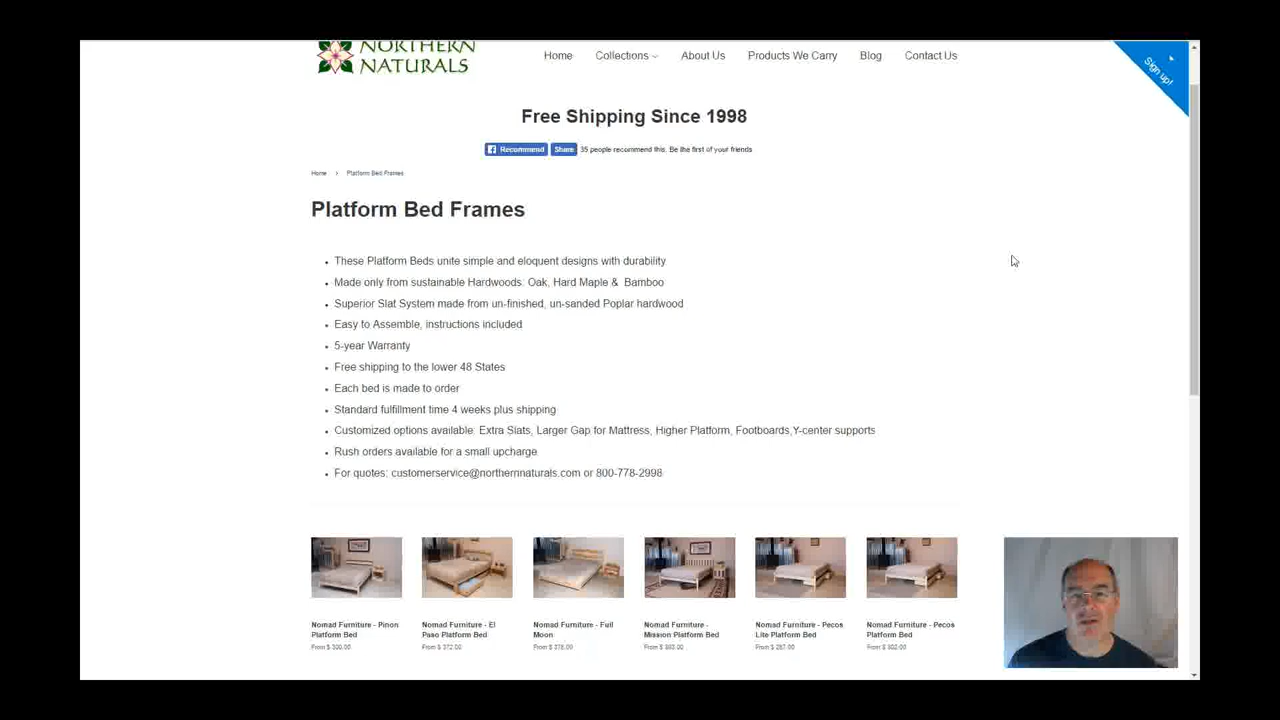 NORTHERN
NATURALS
Home Collections About Us Products We Carry Blog Contact Us
Sign up!
Free Shipping Since 1998
Recommend Share 35 people recommend this. Be the first of your friends
Home › Platform Bed Frames
Platform Bed Frames
• These Platform Beds unite simple and eloquent designs with durability
• Made only from sustainable Hardwoods: Oak, Hard Maple & Bamboo
• Superior Slat System made from un-finished, un-sanded Poplar hardwood
• Easy to Assemble, instructions included
• 5-year Warranty
• Free shipping to the lower 48 States
• Each bed is made to order
• Standard fulfillment time 4 weeks plus shipping
• Customized options available: Extra Slats, Larger Gap for Mattress, Higher Platform, Footboards,Y-center supports
• Rush orders available for a small upcharge
• For quotes: customerservice@northernnaturals.com or 800-778-2998
Nomad Furniture - Pinon
Platform Bed
From $
Nomad Furniture - El
Paso Platform Bed
From $ 372.00
Nomad Furniture - Full
Moon
From $
Nomad Furniture -
Mission Platform Bed
From $
Nomad Furniture - Pecos
Lite Platform Bed
From $
Nomad Furniture - Pecos
Platform Bed
From $